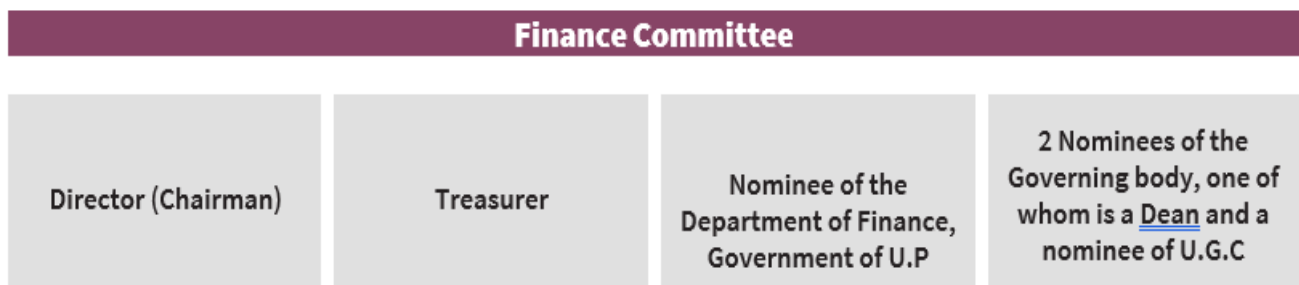 Finance Committee
Director (Chairman)
Treasurer
Nominee of the
Department of Finance,
Government of U.P
2 Nominees of the
Governing body, one of
whom is a Dean and a
nominee of U.G.C